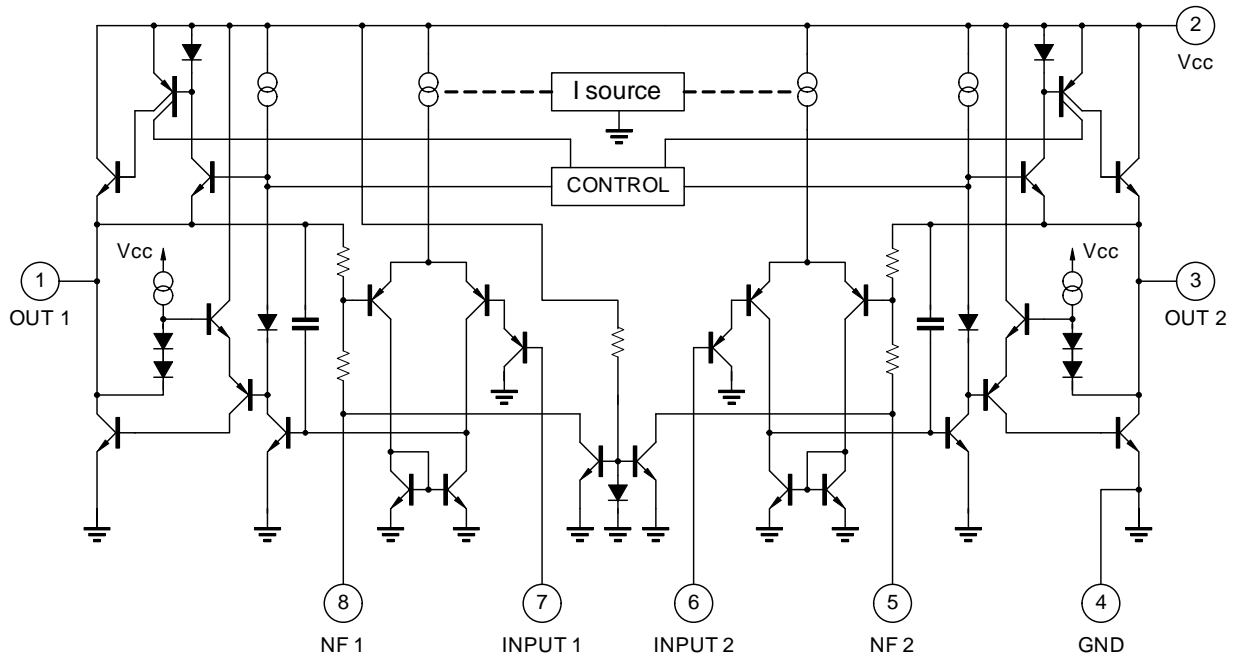 2
Vcc
I source
CONTROL
Vcc
1
OUT 1
Vcc
3
OUT 2
8
NF 1
7
INPUT 1
6
INPUT 2
5
NF 2
4
GND